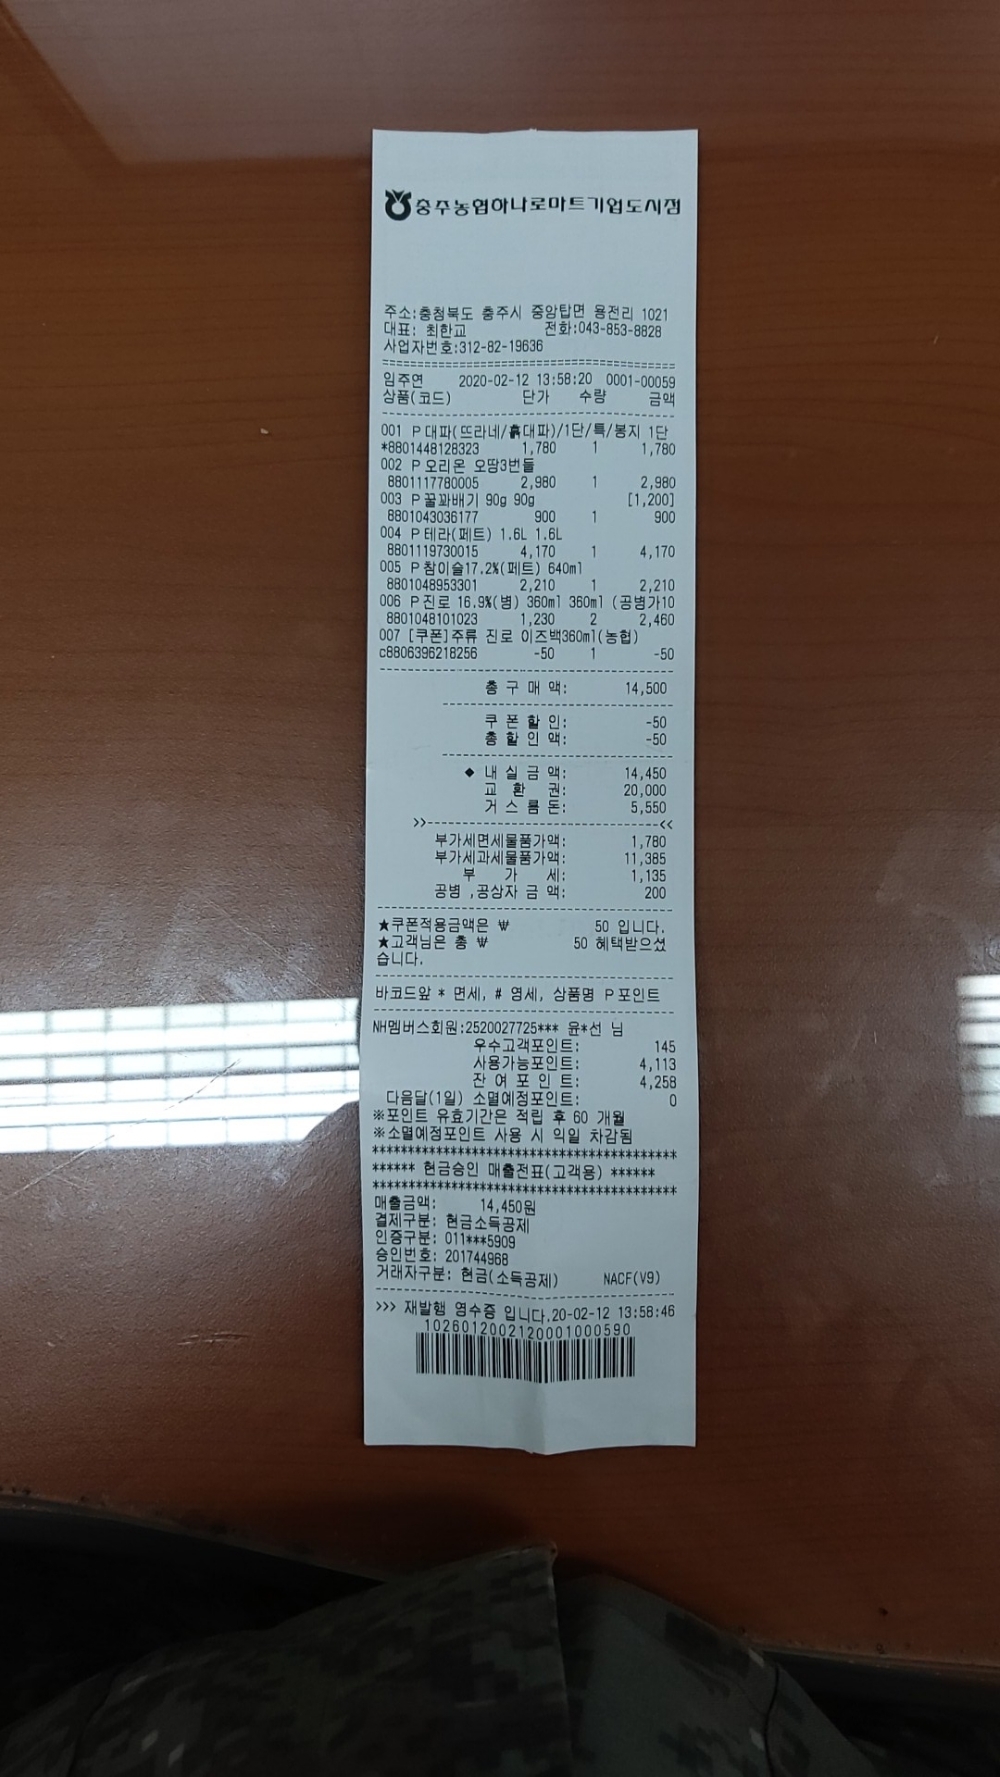 충주농협하나로마트기업도시점
주소:충청북도 충주시 중앙탑면 용전리 1021
대표: 최한교 전화:043-853-8828
사업자번호:312-82-19636
임주연 2020-02-12 13:58:20 0001-00059
상품(코드) 단가 수량 금액
001 P 대파(뜨라네/흙대파)/1단/특/봉지 1단
*8801448128323 1,780 1 1,780
002 P 오리온 오땅3번들
8801117780005 2,980 1 2,980
003 P 꿀꽈배기 90g 90g [1,200]
8801043036177 900 1 900
004 P 테라(페트) 1.6L 1.6L
8801119730015 4,170 1 4,170
005 P 참이슬17.2%(페트) 640ml
8801048953301 2,210 1 2,210
006 P 진로 16.9%(병) 360ml 360ml (공병가10
8801048101023 1,230 2 2,460
007 [쿠폰]주류 진로 이즈백360ml(농협)
c8806396218256 -50 1 -50
총 구 매 액: 14,500
쿠 폰 할 인: -50
총 할 인 액: -50
◆ 내 실 금 액: 14,450
교 환 권: 20,000
거 스 름 돈: 5,550
>>------------------------<<
부가세면세물품가액: 1,780
부가세과세물품가액: 11,385
부 가 세: 1,135
공병 ,공상자 금 액: 200
★쿠폰적용금액은 ₩ 50 입니다.
★고객님은 총 ₩ 50 혜택받으셨
습니다.
바코드앞 * 면세, # 영세, 상품명 P 포인트
NH멤버스회원:2520027725*** 윤*선 님
우수고객포인트: 145
사용가능포인트: 4,113
잔 여 포 인 트: 4,258
다음달(1일) 소멸예정포인트: 0
※포인트 유효기간은 적립 후 60 개월
※소멸예정포인트 사용 시 익일 차감됨
****************************************
****** 현금승인 매출전표(고객용) ******
****************************************
매출금액: 14,450원
결제구분: 현금소득공제
인증구분: 011***5909
승인번호: 201744968
거래자구분: 현금(소득공제) NACF(V9)
>>> 재발행 영수증 입니다.20-02-12 13:58:46
1026012002120001000590